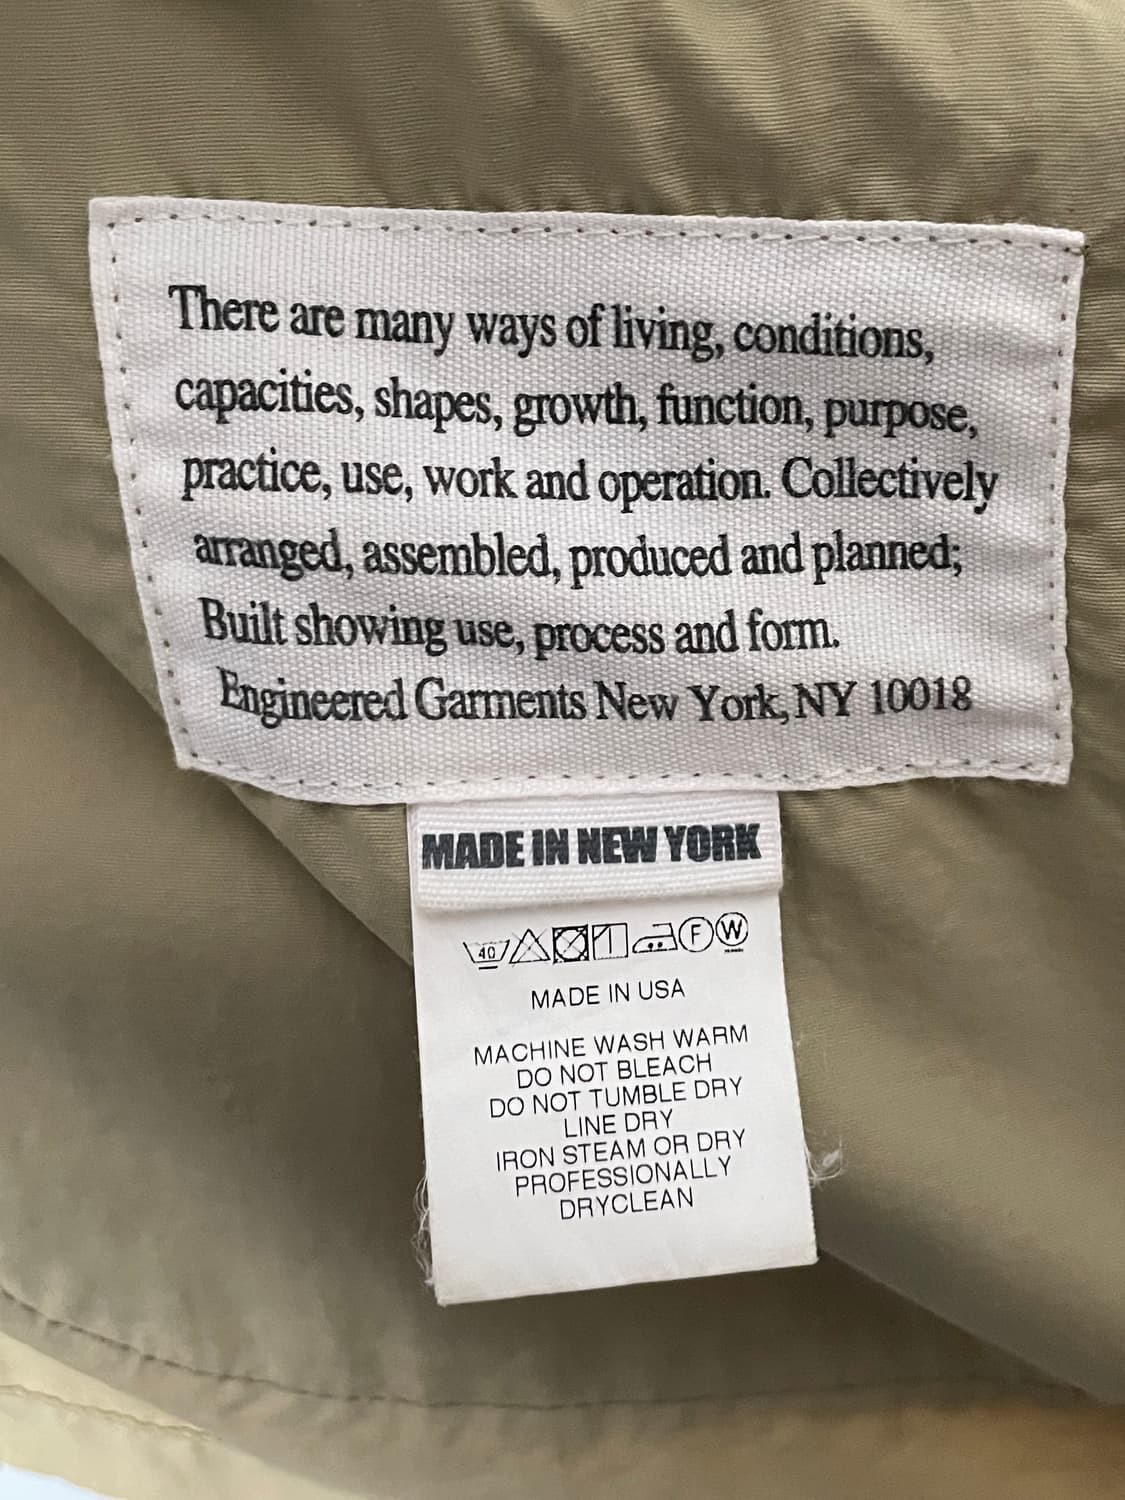 There are many ways of living, conditions,
capacities, shapes, growth, function, purpose,
practice, use, work and operation. Collectively
arranged, assembled, produced and planned;
Built showing use, process and form.
Engineered Garments New York, NY 10018
MADE IN NEW YORK
40 F W
MADE IN USA
MACHINE WASH WARM
DO NOT BLEACH
DO NOT TUMBLE DRY
LINE DRY
IRON STEAM OR DRY
PROFESSIONALLY
DRYCLEAN